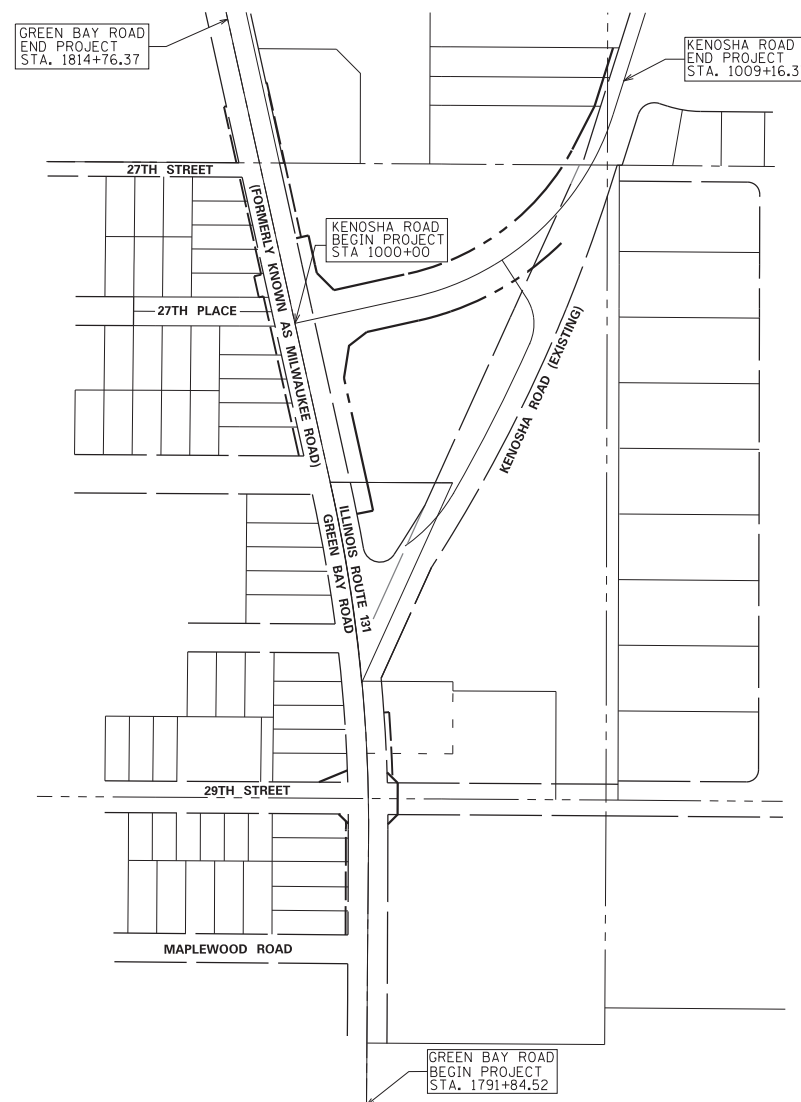 GREEN BAY ROAD
END PROJECT
STA. 1814+76.37
KENOSHA ROAD
END PROJECT
STA. 1009+16.3
27TH STREET
(FORMERLY KNOWN AS MILWAUKEE ROAD)
KENOSHA ROAD
BEGIN PROJECT
STA 1000+00
27TH PLACE
KENOSHA ROAD (EXISTING)
ILLINOIS ROUTE 131
GREEN BAY ROAD
29TH STREET
MAPLEWOOD ROAD
GREEN BAY ROAD
BEGIN PROJECT
STA. 1791+84.52